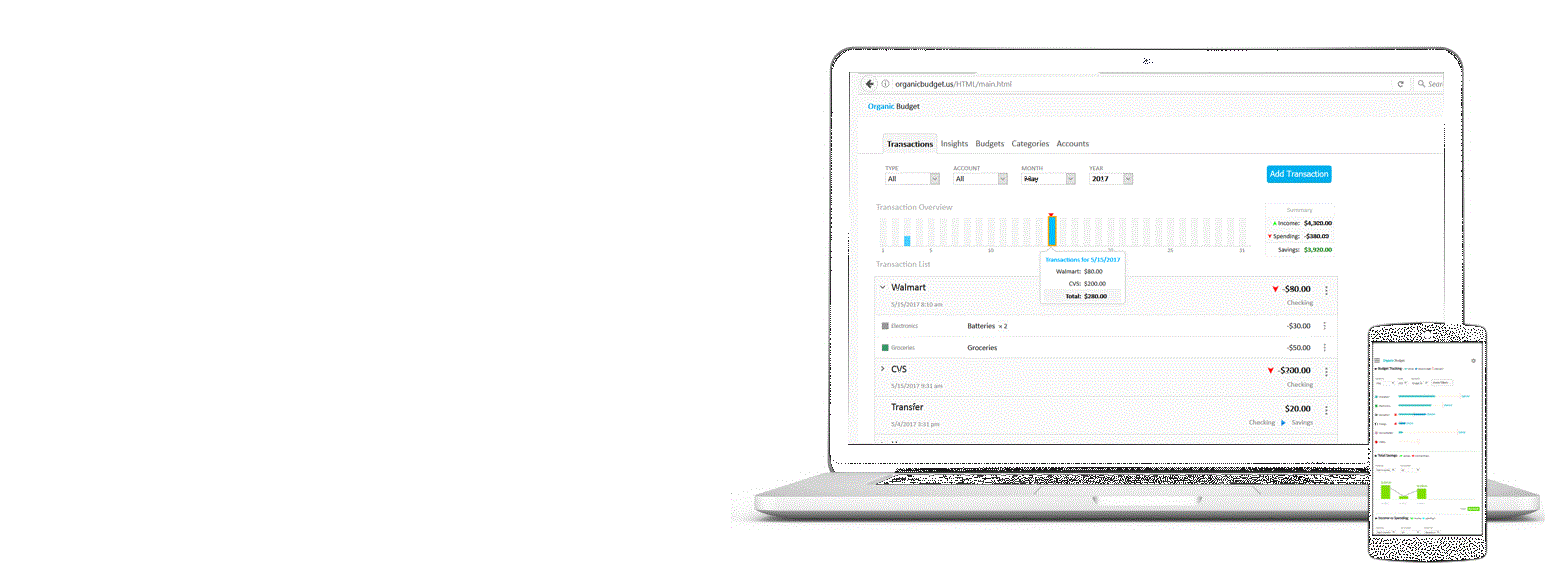 organicbudget.us/HTML/main.html
Sear
Organic Budget
Transactions Insights Budgets Categories Accounts
TYPE ACCOUNT MONTH YEAR
All All May 2017
Add Transaction
Transaction Overview
Summary
Income: $4,300.00
Spending: -$380.00
Savings: $3,920.00
1 5 10 20 25 31
Transactions for 5/15/2017
Walmart: $80.00
CVS: $200.00
Total: $280.00
Transaction List
Walmart -$80.00
5/15/2017 8:10 am Checking
Electronics Batteries × 2 -$30.00
Groceries Groceries -$50.00
CVS -$200.00
5/15/2017 9:31 am Checking
Transfer $20.00
5/4/2017 3:31 pm Checking Savings
Organic Budget
Budget Tracking
Total Savings
Income vs Spending